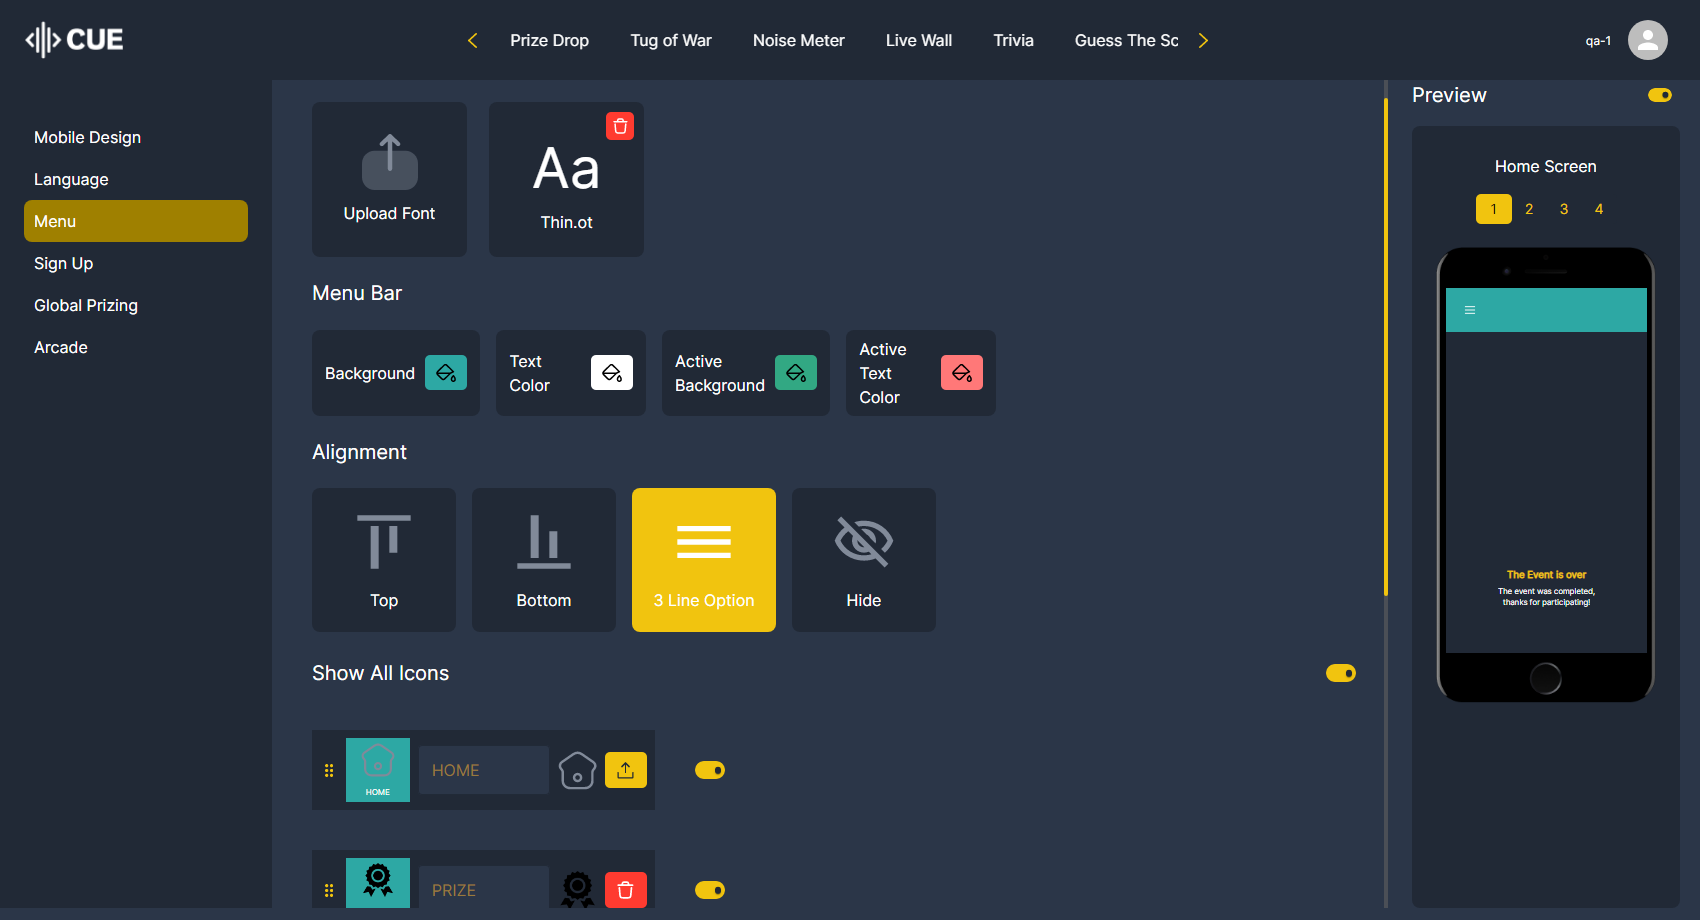 CUE
Prize Drop
Tug of War
Noise Meter
Live Wall
Trivia
Guess The Sc
qa-1
Mobile Design
Language
Menu
Sign Up
Global Prizing
Arcade
Upload Font
Aa
Thin.ot
Menu Bar
Background
Text
Color
Active
Background
Active
Text
Color
Alignment
Top
Bottom
3 Line Option
Hide
Show All Icons
HOME
HOME
PRIZE
Preview
Home Screen
1 2 3 4
The Event is over
The event was completed,
thanks for participating!